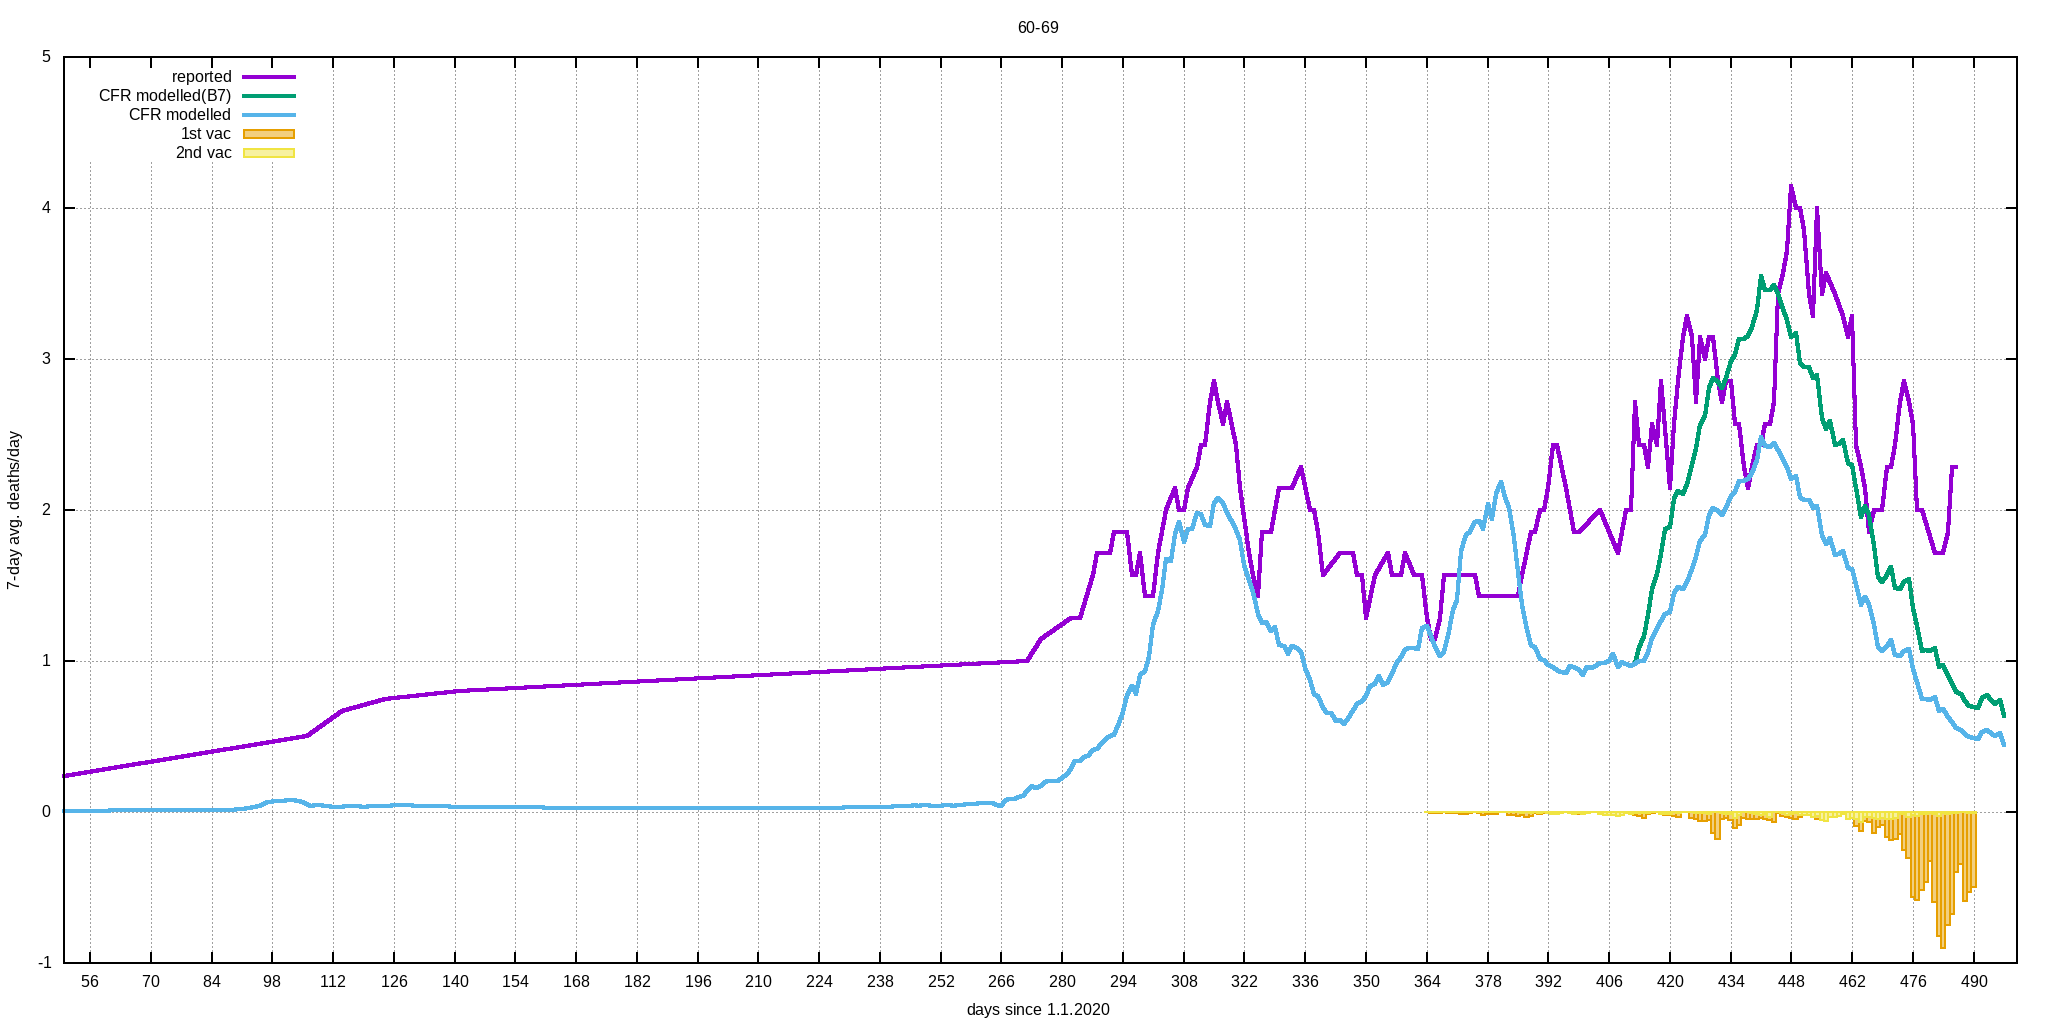 60-69
5
reported
CFR modelled(B7)
CFR modelled
1st vac
2nd vac
4
3
2
1
0
-1
7-day avg. deaths/day
56 70 84 98 112 126 140 154 168 182 196 210 224 238 252 266 280 294 308 322 336 350 364 378 392 406 420 434 448 462 476 490
days since 1.1.2020